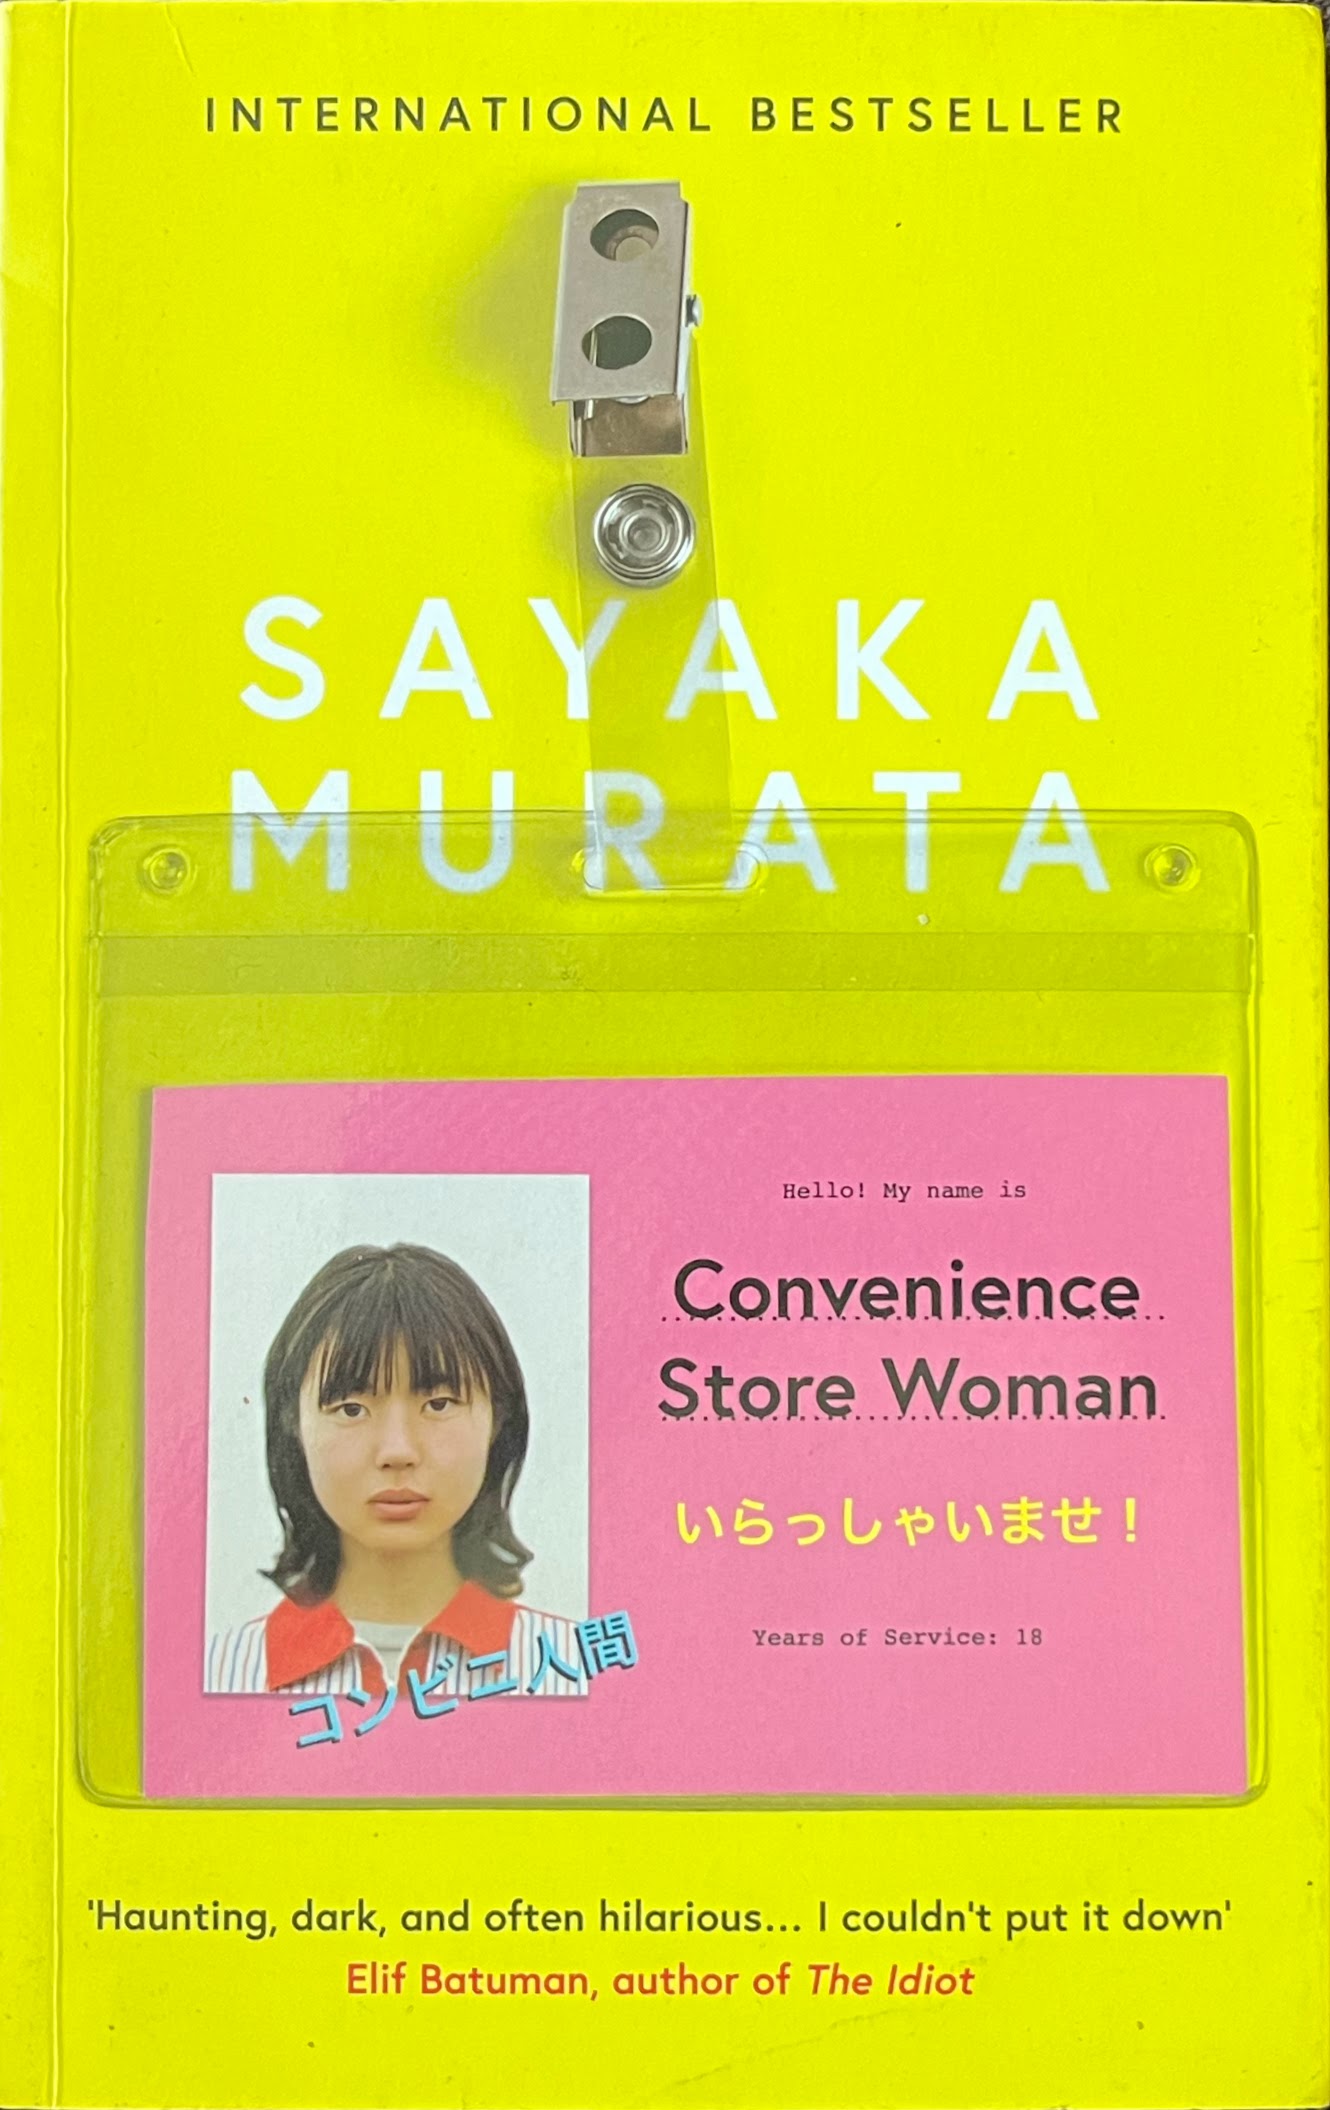 INTERNATIONAL BESTSELLER
SAYAKA
MURATA
Hello! My name is
Convenience
Store Woman
いらっしゃいませ！
Years of Service: 18
コンビニ人間
'Haunting, dark, and often hilarious... I couldn't put it down'
Elif Batuman, author of The Idiot